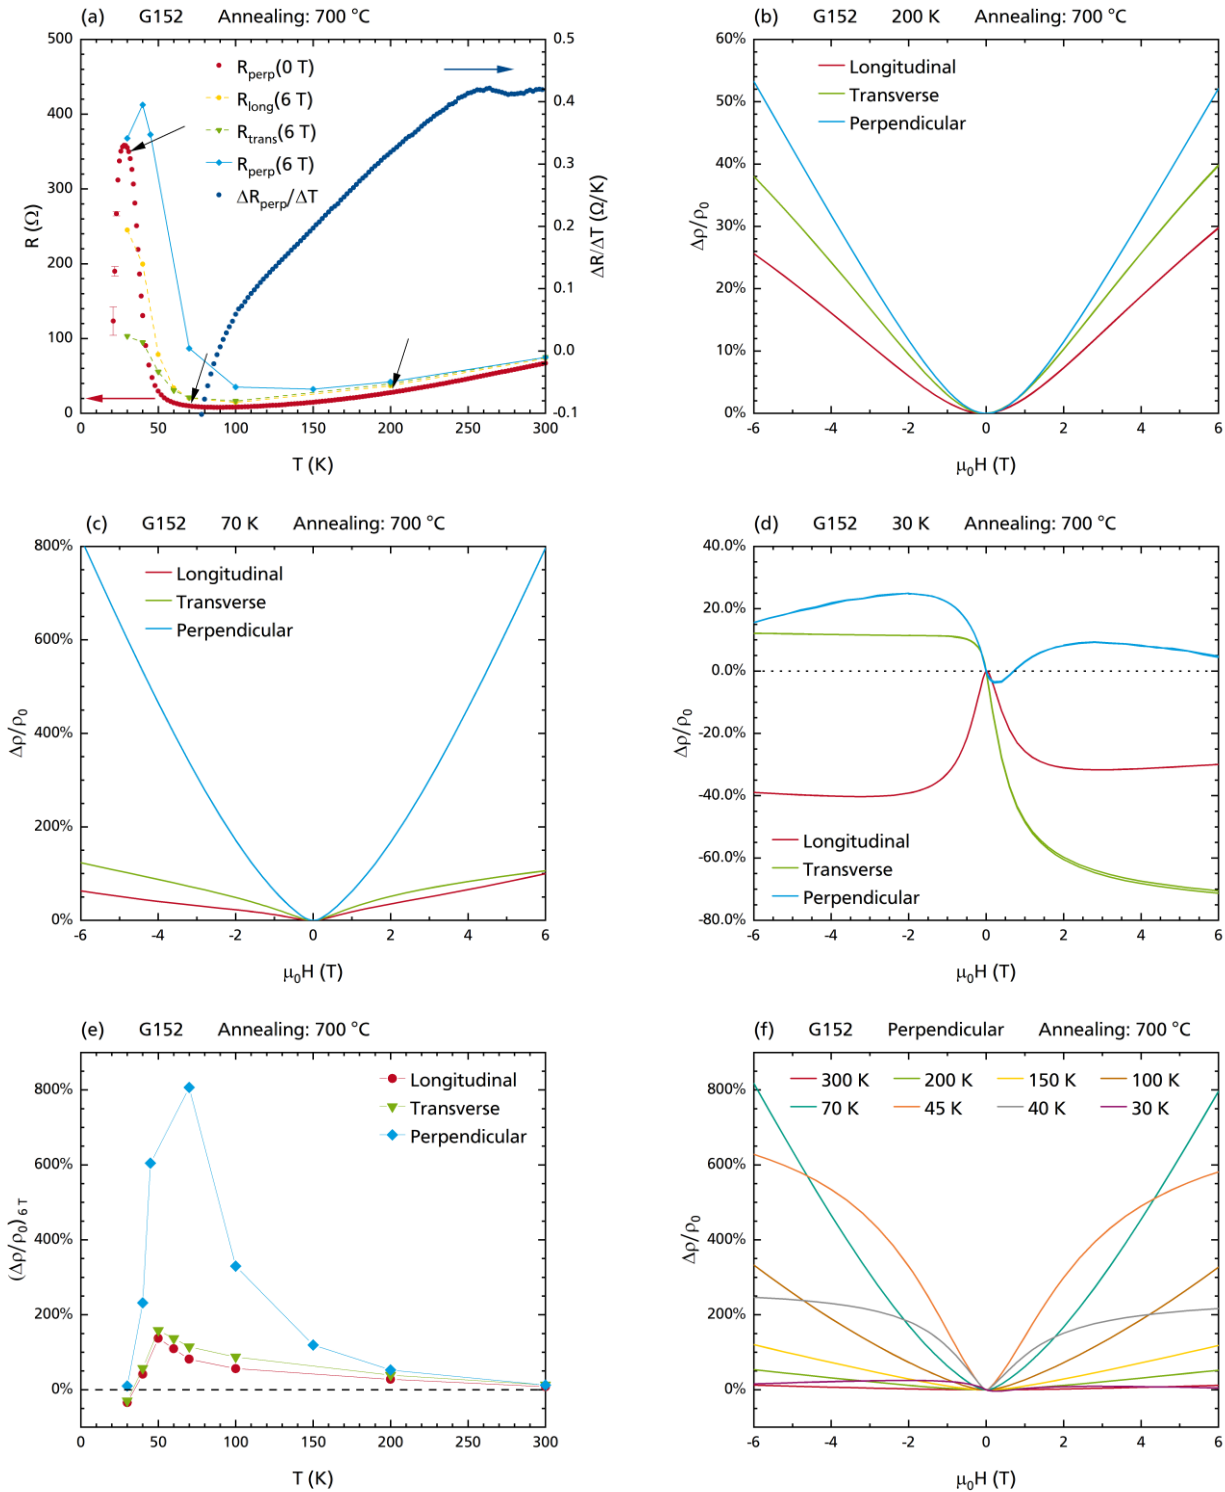 (a) G152 Annealing: 700 °C
500
400
300
200
100
0
R (Ω)
0.5
0.4
0.3
0.2
0.1
0.0
-0.1
ΔR/ΔT (Ω/K)
R_perp(0 T)
R_long(6 T)
R_trans(6 T)
R_perp(6 T)
ΔR_perp/ΔT
0 50 100 150 200 250 300
T (K)
(b) G152 200 K Annealing: 700 °C
60%
50%
40%
30%
20%
10%
0%
Δρ/ρ₀
Longitudinal
Transverse
Perpendicular
-6 -4 -2 0 2 4 6
μ₀H (T)
(c) G152 70 K Annealing: 700 °C
800%
600%
400%
200%
0%
Δρ/ρ₀
Longitudinal
Transverse
Perpendicular
-6 -4 -2 0 2 4 6
μ₀H (T)
(d) G152 30 K Annealing: 700 °C
40.0%
20.0%
0.0%
-20.0%
-40.0%
-60.0%
-80.0%
Δρ/ρ₀
Longitudinal
Transverse
Perpendicular
-6 -4 -2 0 2 4 6
μ₀H (T)
(e) G152 Annealing: 700 °C
800%
600%
400%
200%
0%
(Δρ/ρ₀)₆ T
Longitudinal
Transverse
Perpendicular
0 50 100 150 200 250 300
T (K)
(f) G152 Perpendicular Annealing: 700 °C
800%
600%
400%
200%
0%
Δρ/ρ₀
300 K 200 K 150 K 100 K
70 K 45 K 40 K 30 K
-6 -4 -2 0 2 4 6
μ₀H (T)